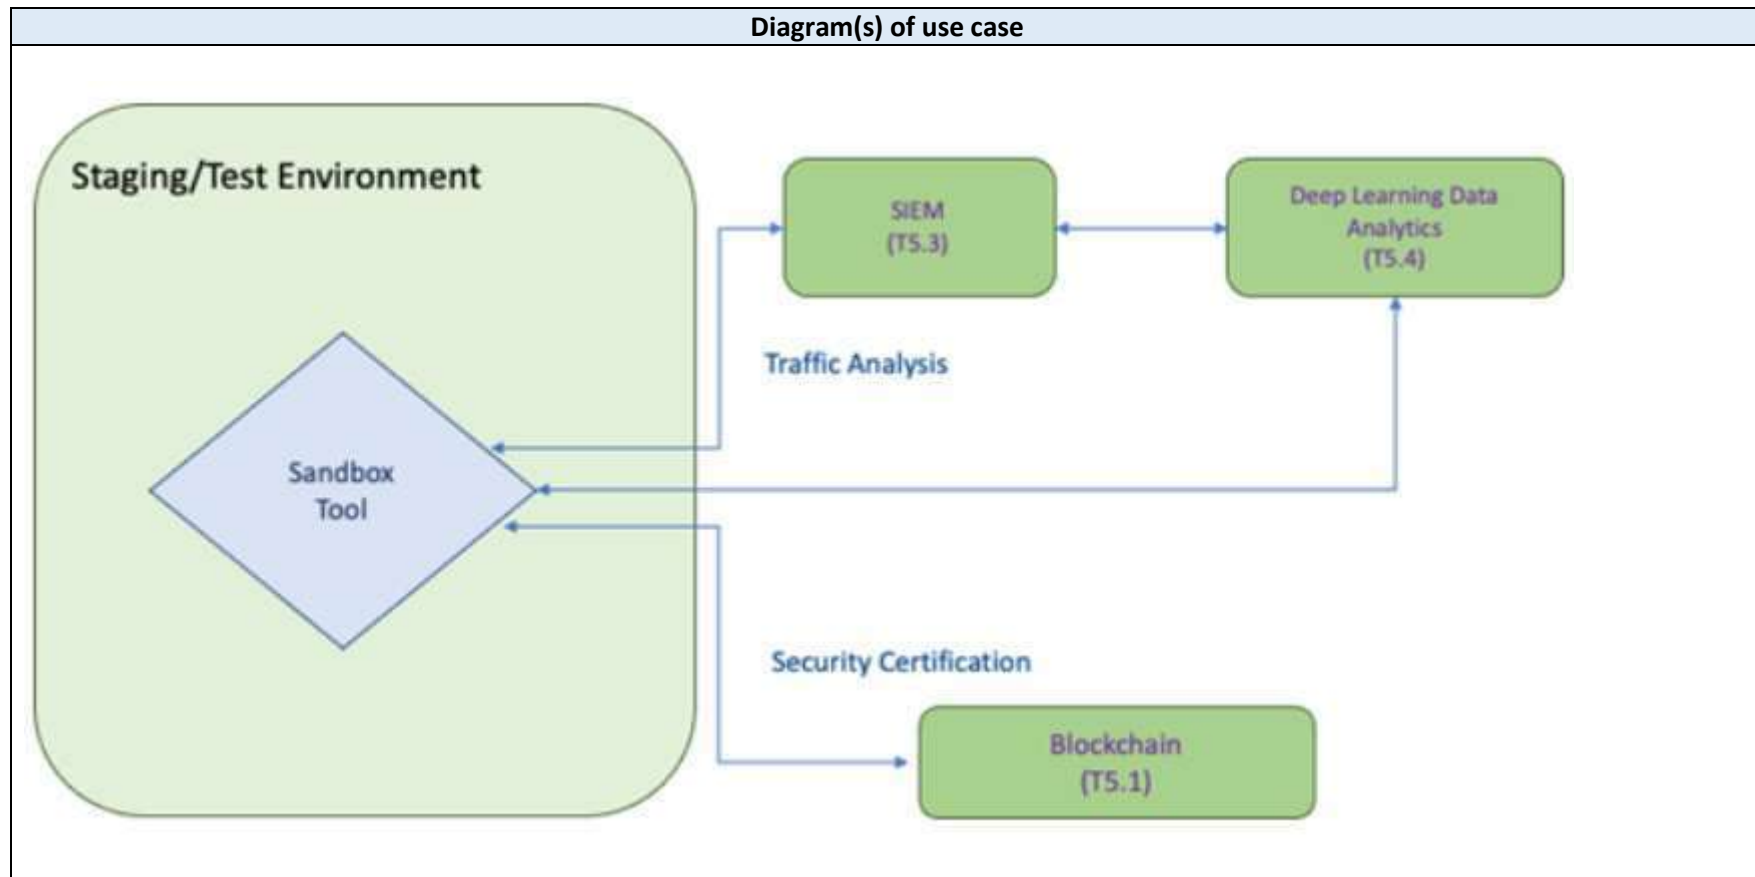 Diagram(s) of use case
Staging/Test Environment
SIEM
(T5.3)
Deep Learning Data
Analytics
(T5.4)
Traffic Analysis
Sandbox
Tool
Security Certification
Blockchain
(T5.1)